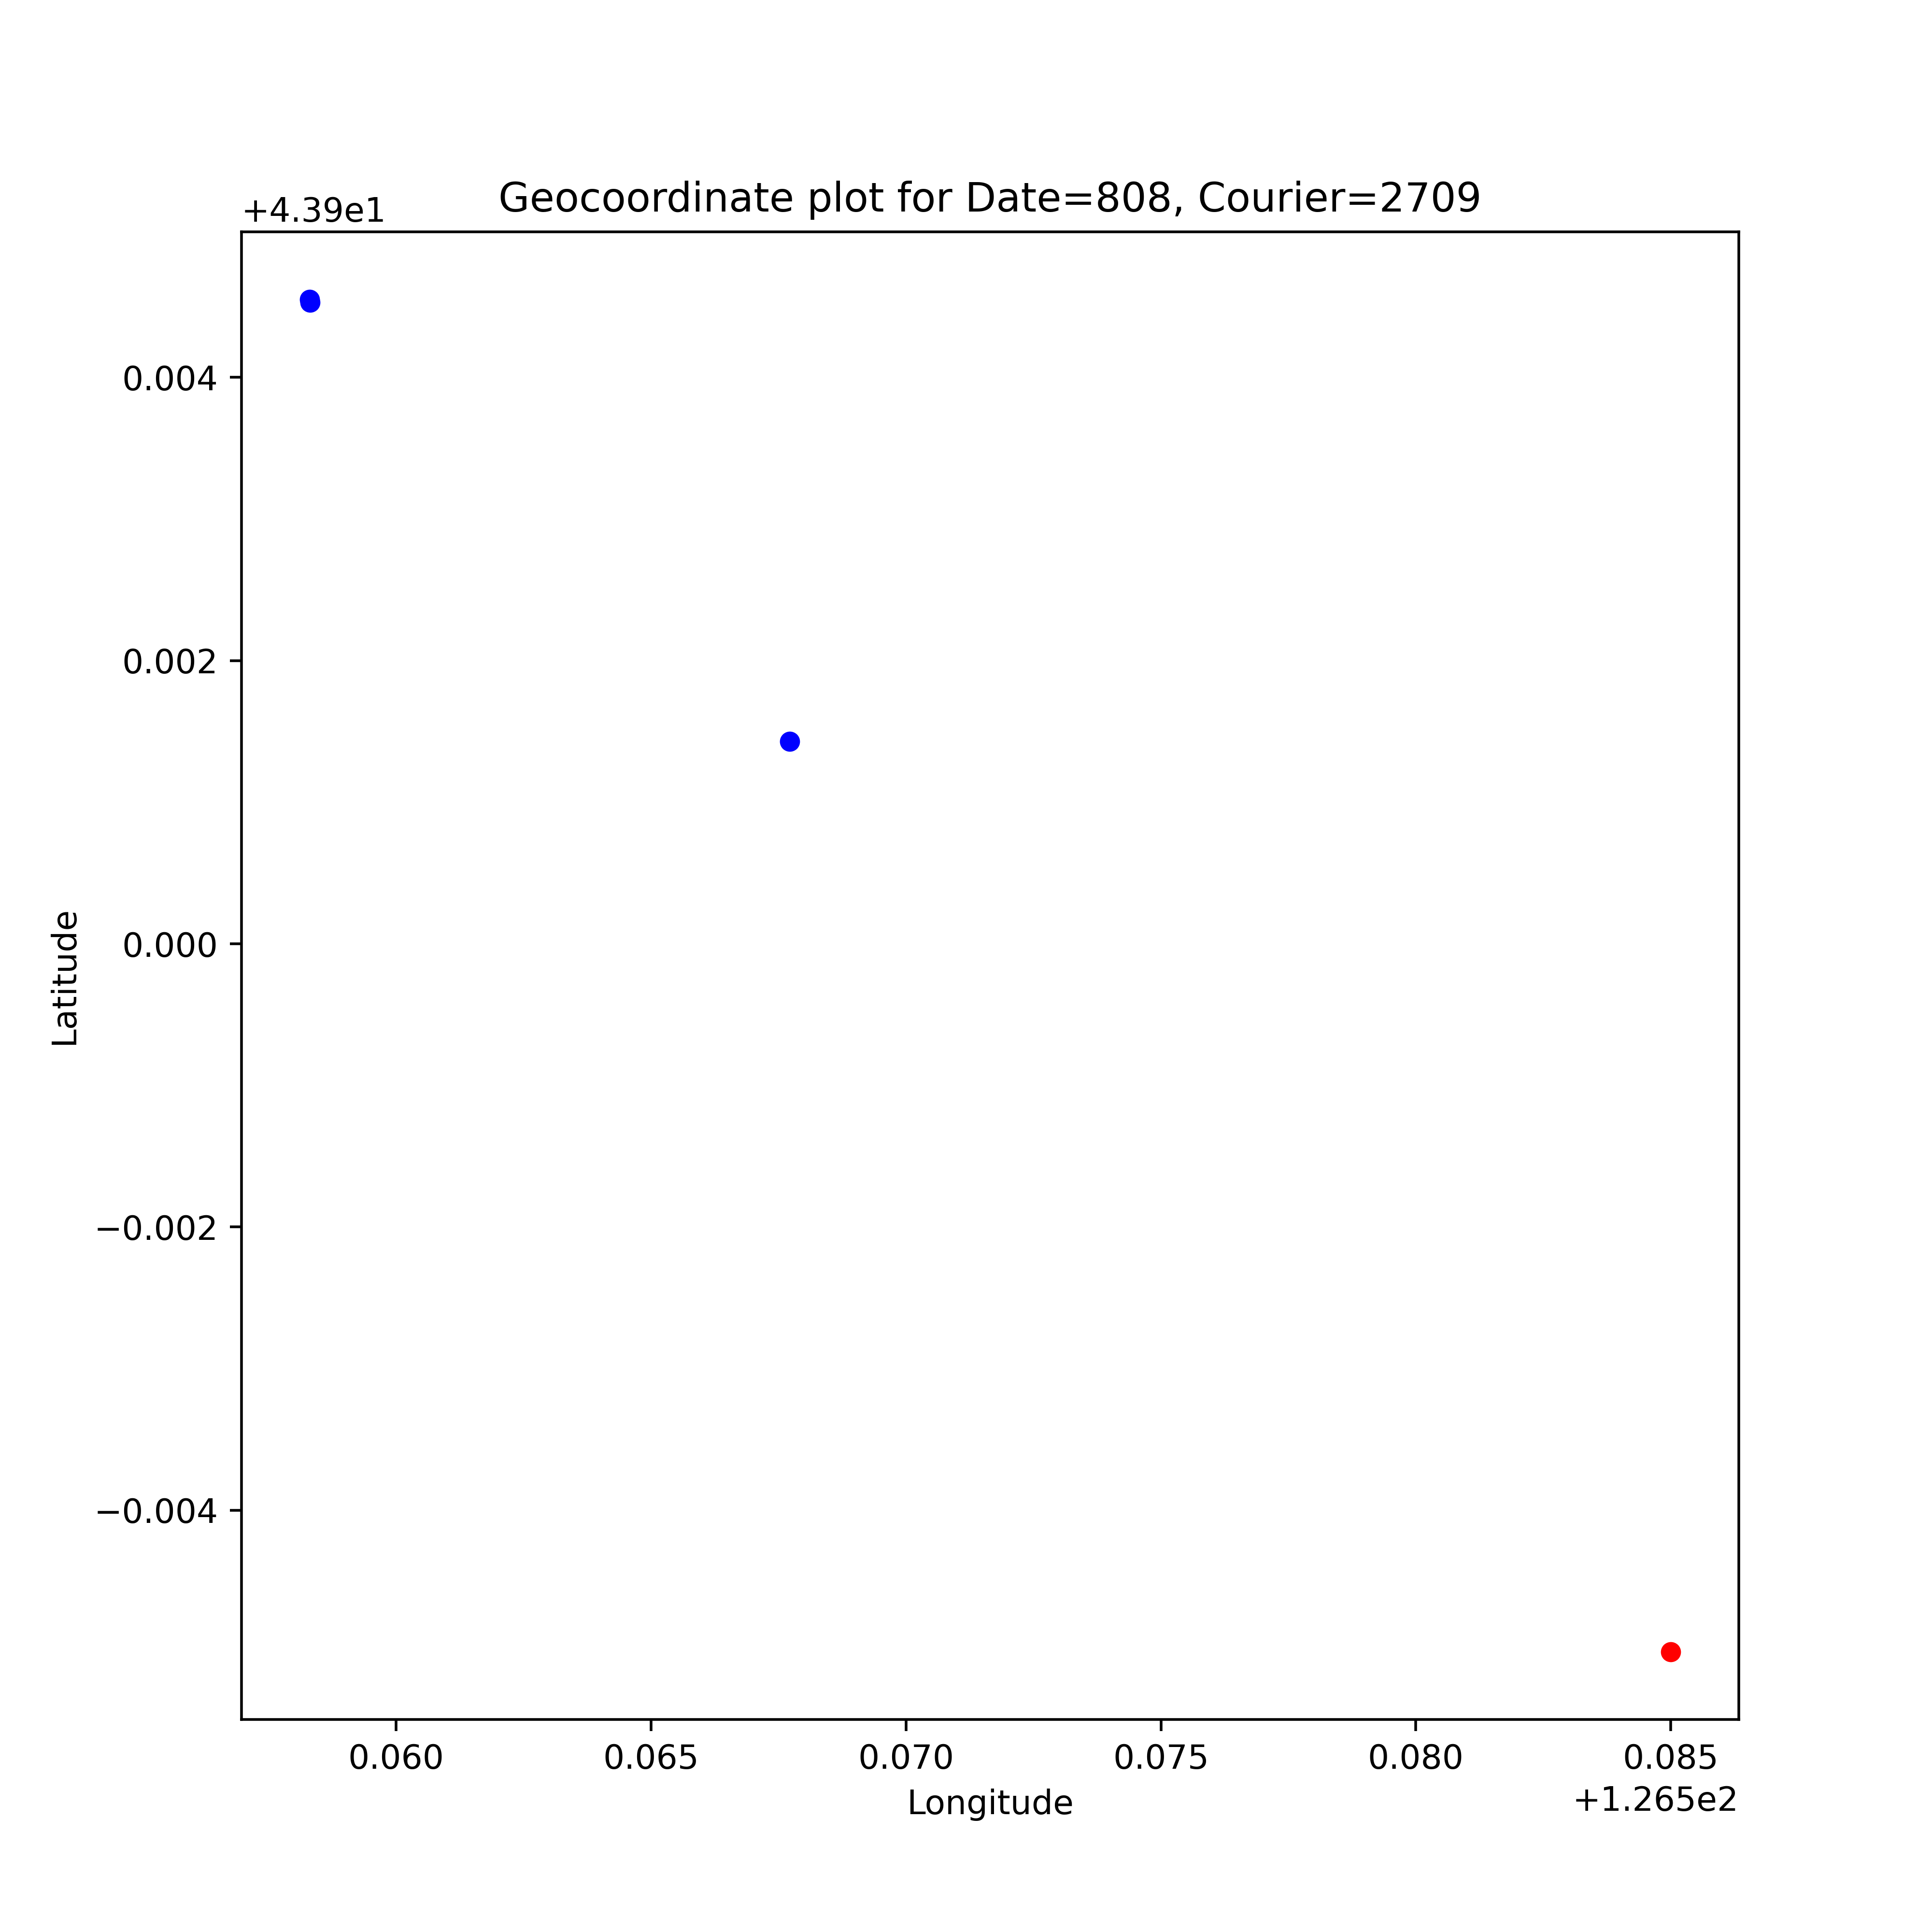 Geocoordinate plot for Date=808, Courier=2709
+4.39e1
0.004
0.002
0.000
−0.002
−0.004
Latitude
0.060 0.065 0.070 0.075 0.080 0.085
Longitude
+1.265e2